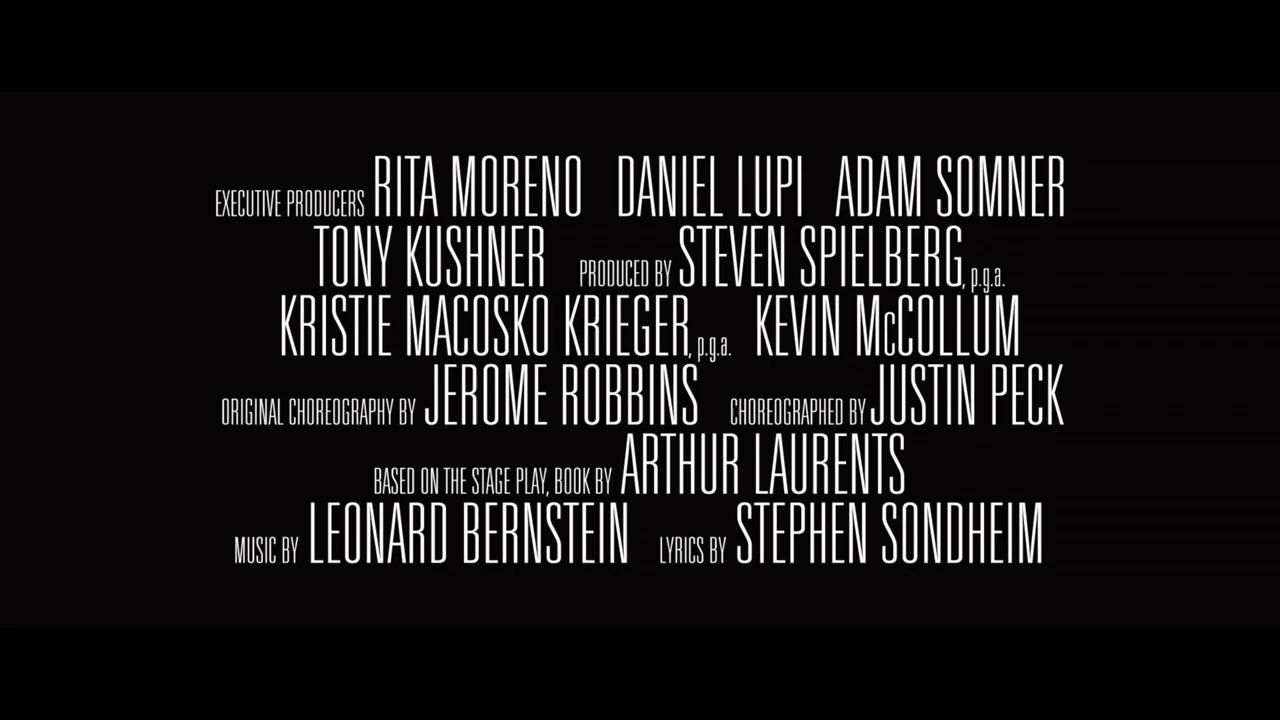 EXECUTIVE PRODUCERS RITA MORENO DANIEL LUPI ADAM SOMNER
TONY KUSHNER PRODUCED BY STEVEN SPIELBERG, p.g.a.
KRISTIE MACOSKO KRIEGER, p.g.a. KEVIN McCOLLUM
ORIGINAL CHOREOGRAPHY BY JEROME ROBBINS CHOREOGRAPHED BY JUSTIN PECK
BASED ON THE STAGE PLAY, BOOK BY ARTHUR LAURENTS
MUSIC BY LEONARD BERNSTEIN LYRICS BY STEPHEN SONDHEIM